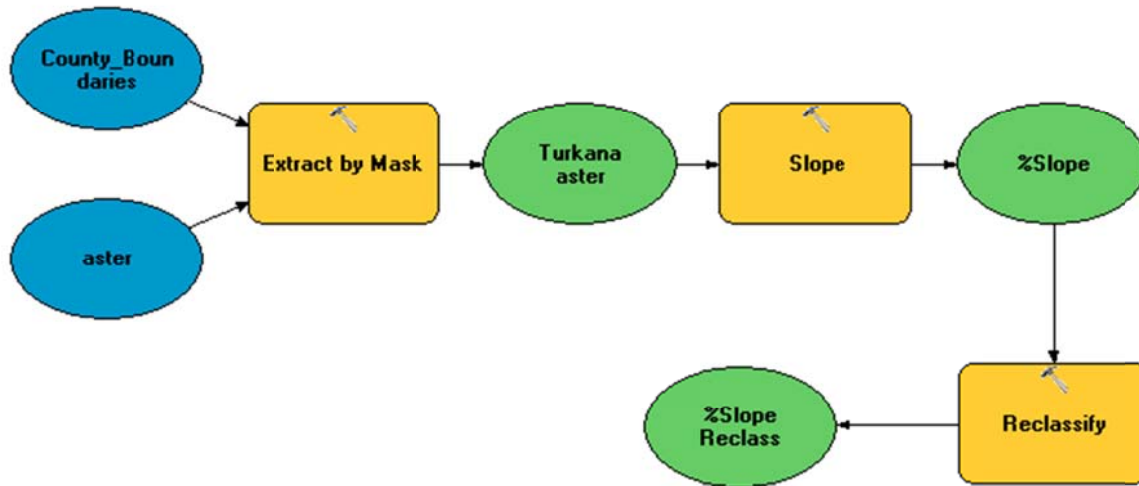 County_Boun
daries
Extract by Mask
Turkana
aster
Slope
%Slope
aster
%Slope
Reclass
Reclassify